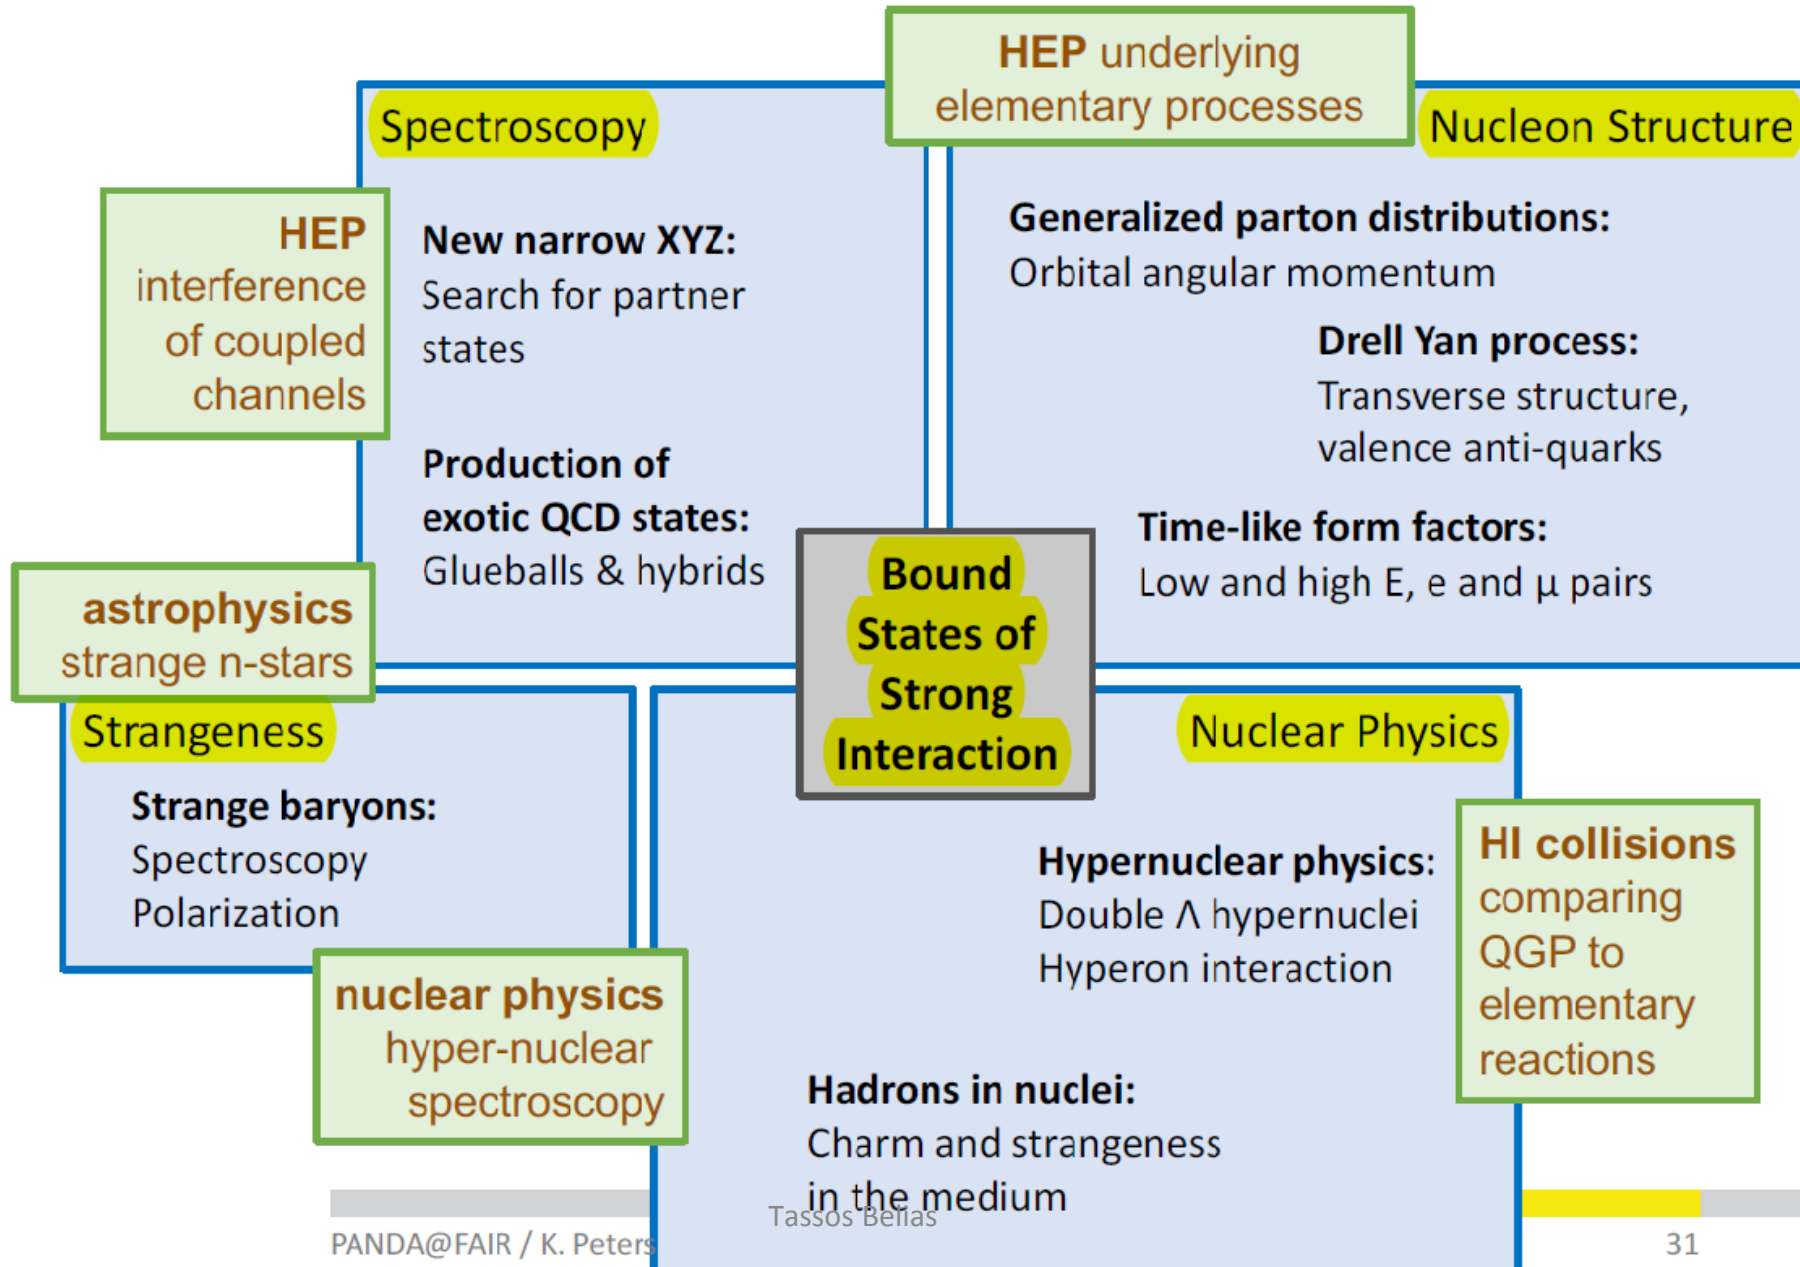 HEP underlying
elementary processes
Spectroscopy
Nucleon Structure
HEP
interference
of coupled
channels
New narrow XYZ:
Search for partner
states
Production of
exotic QCD states:
Glueballs & hybrids
Generalized parton distributions:
Orbital angular momentum
Drell Yan process:
Transverse structure,
valence anti-quarks
Time-like form factors:
Low and high E, e and μ pairs
Bound
States of
Strong
Interaction
astrophysics
strange n-stars
Strangeness
Strange baryons:
Spectroscopy
Polarization
nuclear physics
hyper-nuclear
spectroscopy
Nuclear Physics
Hypernuclear physics:
Double Λ hypernuclei
Hyperon interaction
Hadrons in nuclei:
Charm and strangeness
in the medium
HI collisions
comparing
QGP to
elementary
reactions
Tassos Belias
PANDA@FAIR / K. Peters
31